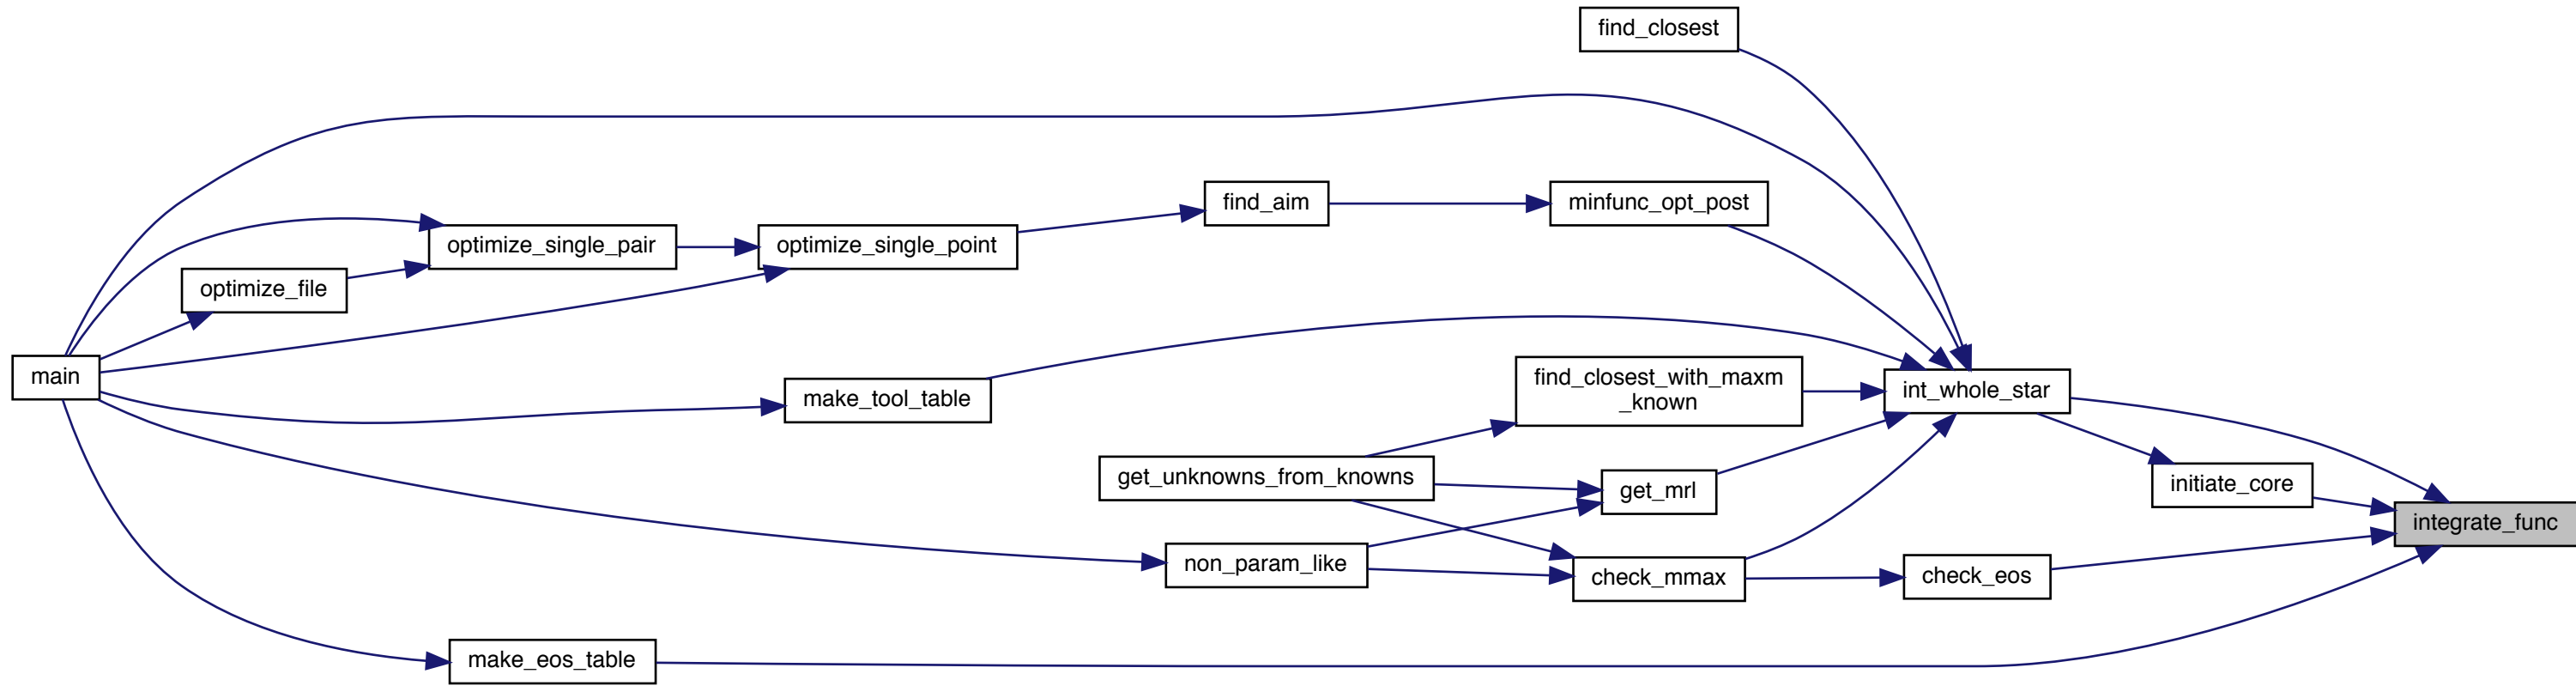 find_closest
find_aim
minfunc_opt_post
optimize_single_pair
optimize_single_point
optimize_file
main
make_tool_table
find_closest_with_maxm
_known
int_whole_star
get_unknowns_from_knowns
get_mrl
initiate_core
integrate_func
non_param_like
check_mmax
check_eos
make_eos_table